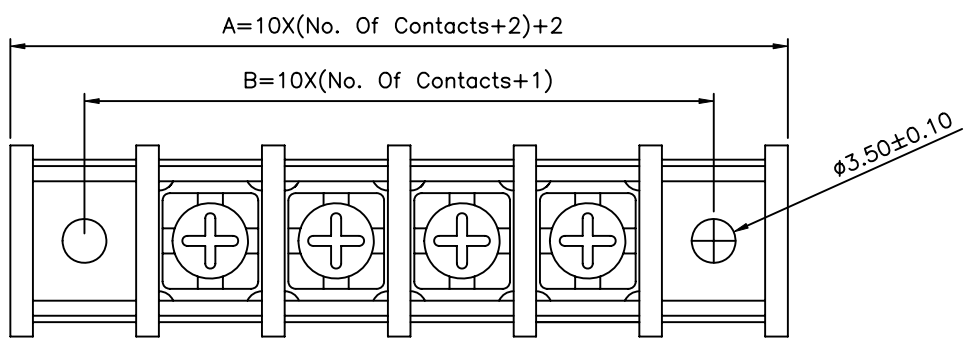 A=10X(No. Of Contacts+2)+2
B=10X(No. Of Contacts+1)
ø3.50±0.10